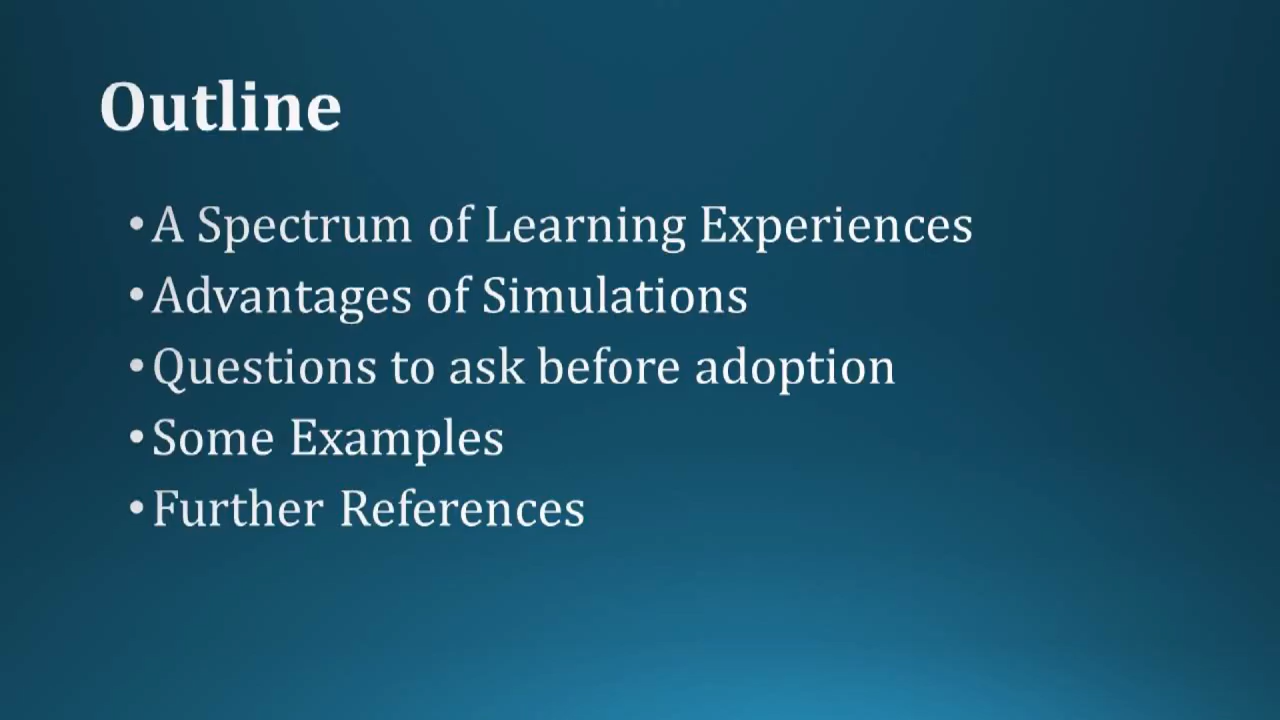 Outline
• A Spectrum of Learning Experiences
• Advantages of Simulations
• Questions to ask before adoption
• Some Examples
• Further References